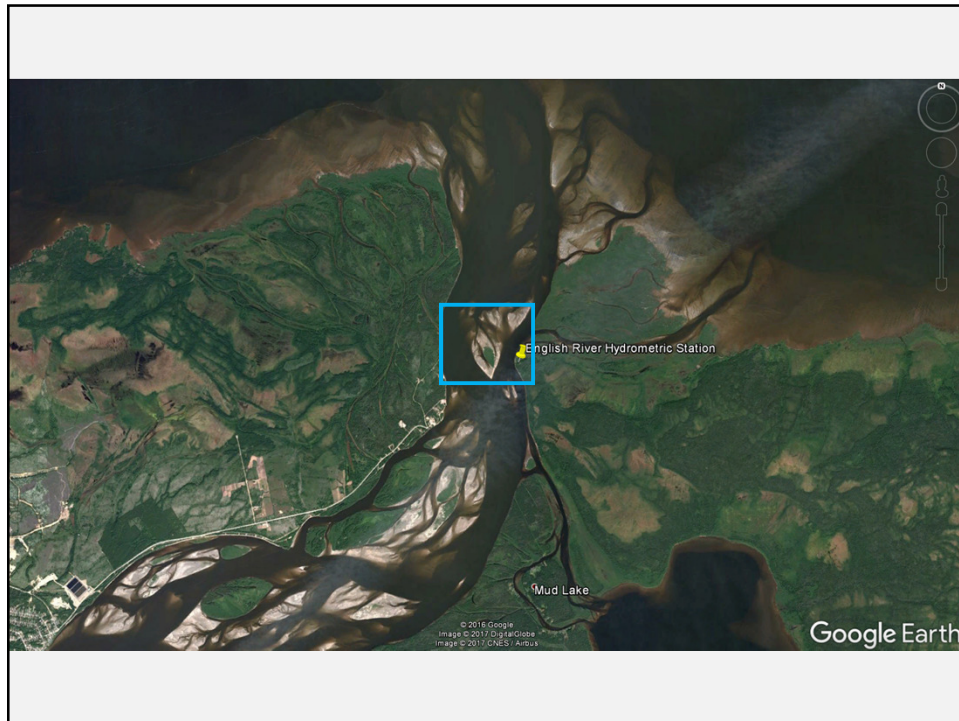 N
English River Hydrometric Station
Mud Lake
© 2016 Google
Image © 2017 DigitalGlobe
Image © 2017 CNES / Airbus
Google Earth